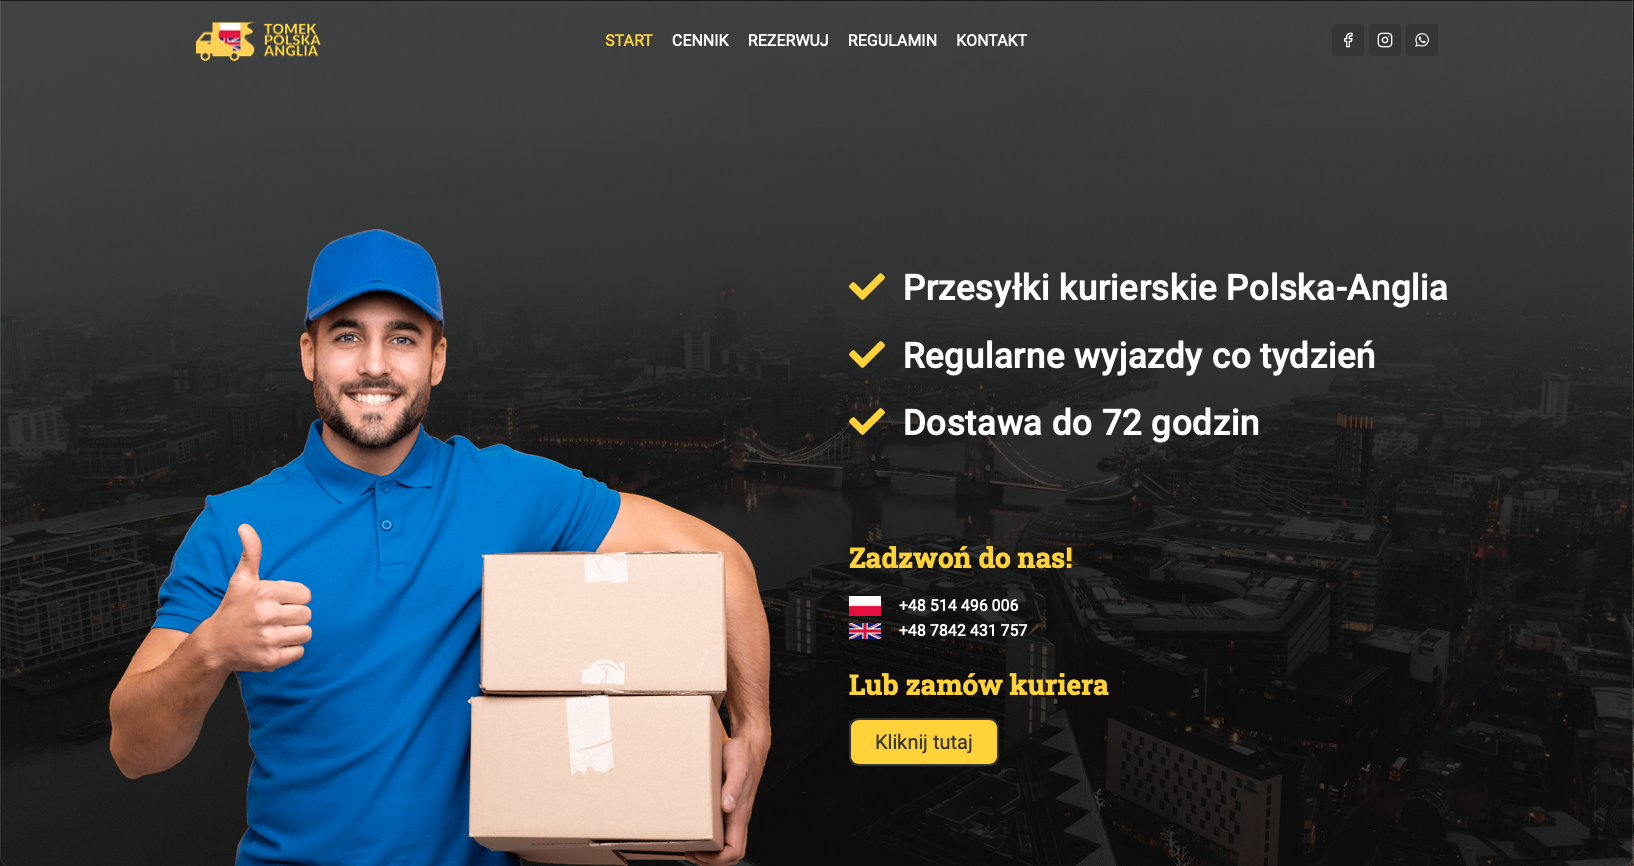 TOMEK
POLSKA
ANGLIA
START CENNIK REZERWUJ REGULAMIN KONTAKT
Przesyłki kurierskie Polska-Anglia
Regularne wyjazdy co tydzień
Dostawa do 72 godzin
Zadzwoń do nas!
+48 514 496 006
+48 7842 431 757
Lub zamów kuriera
Kliknij tutaj